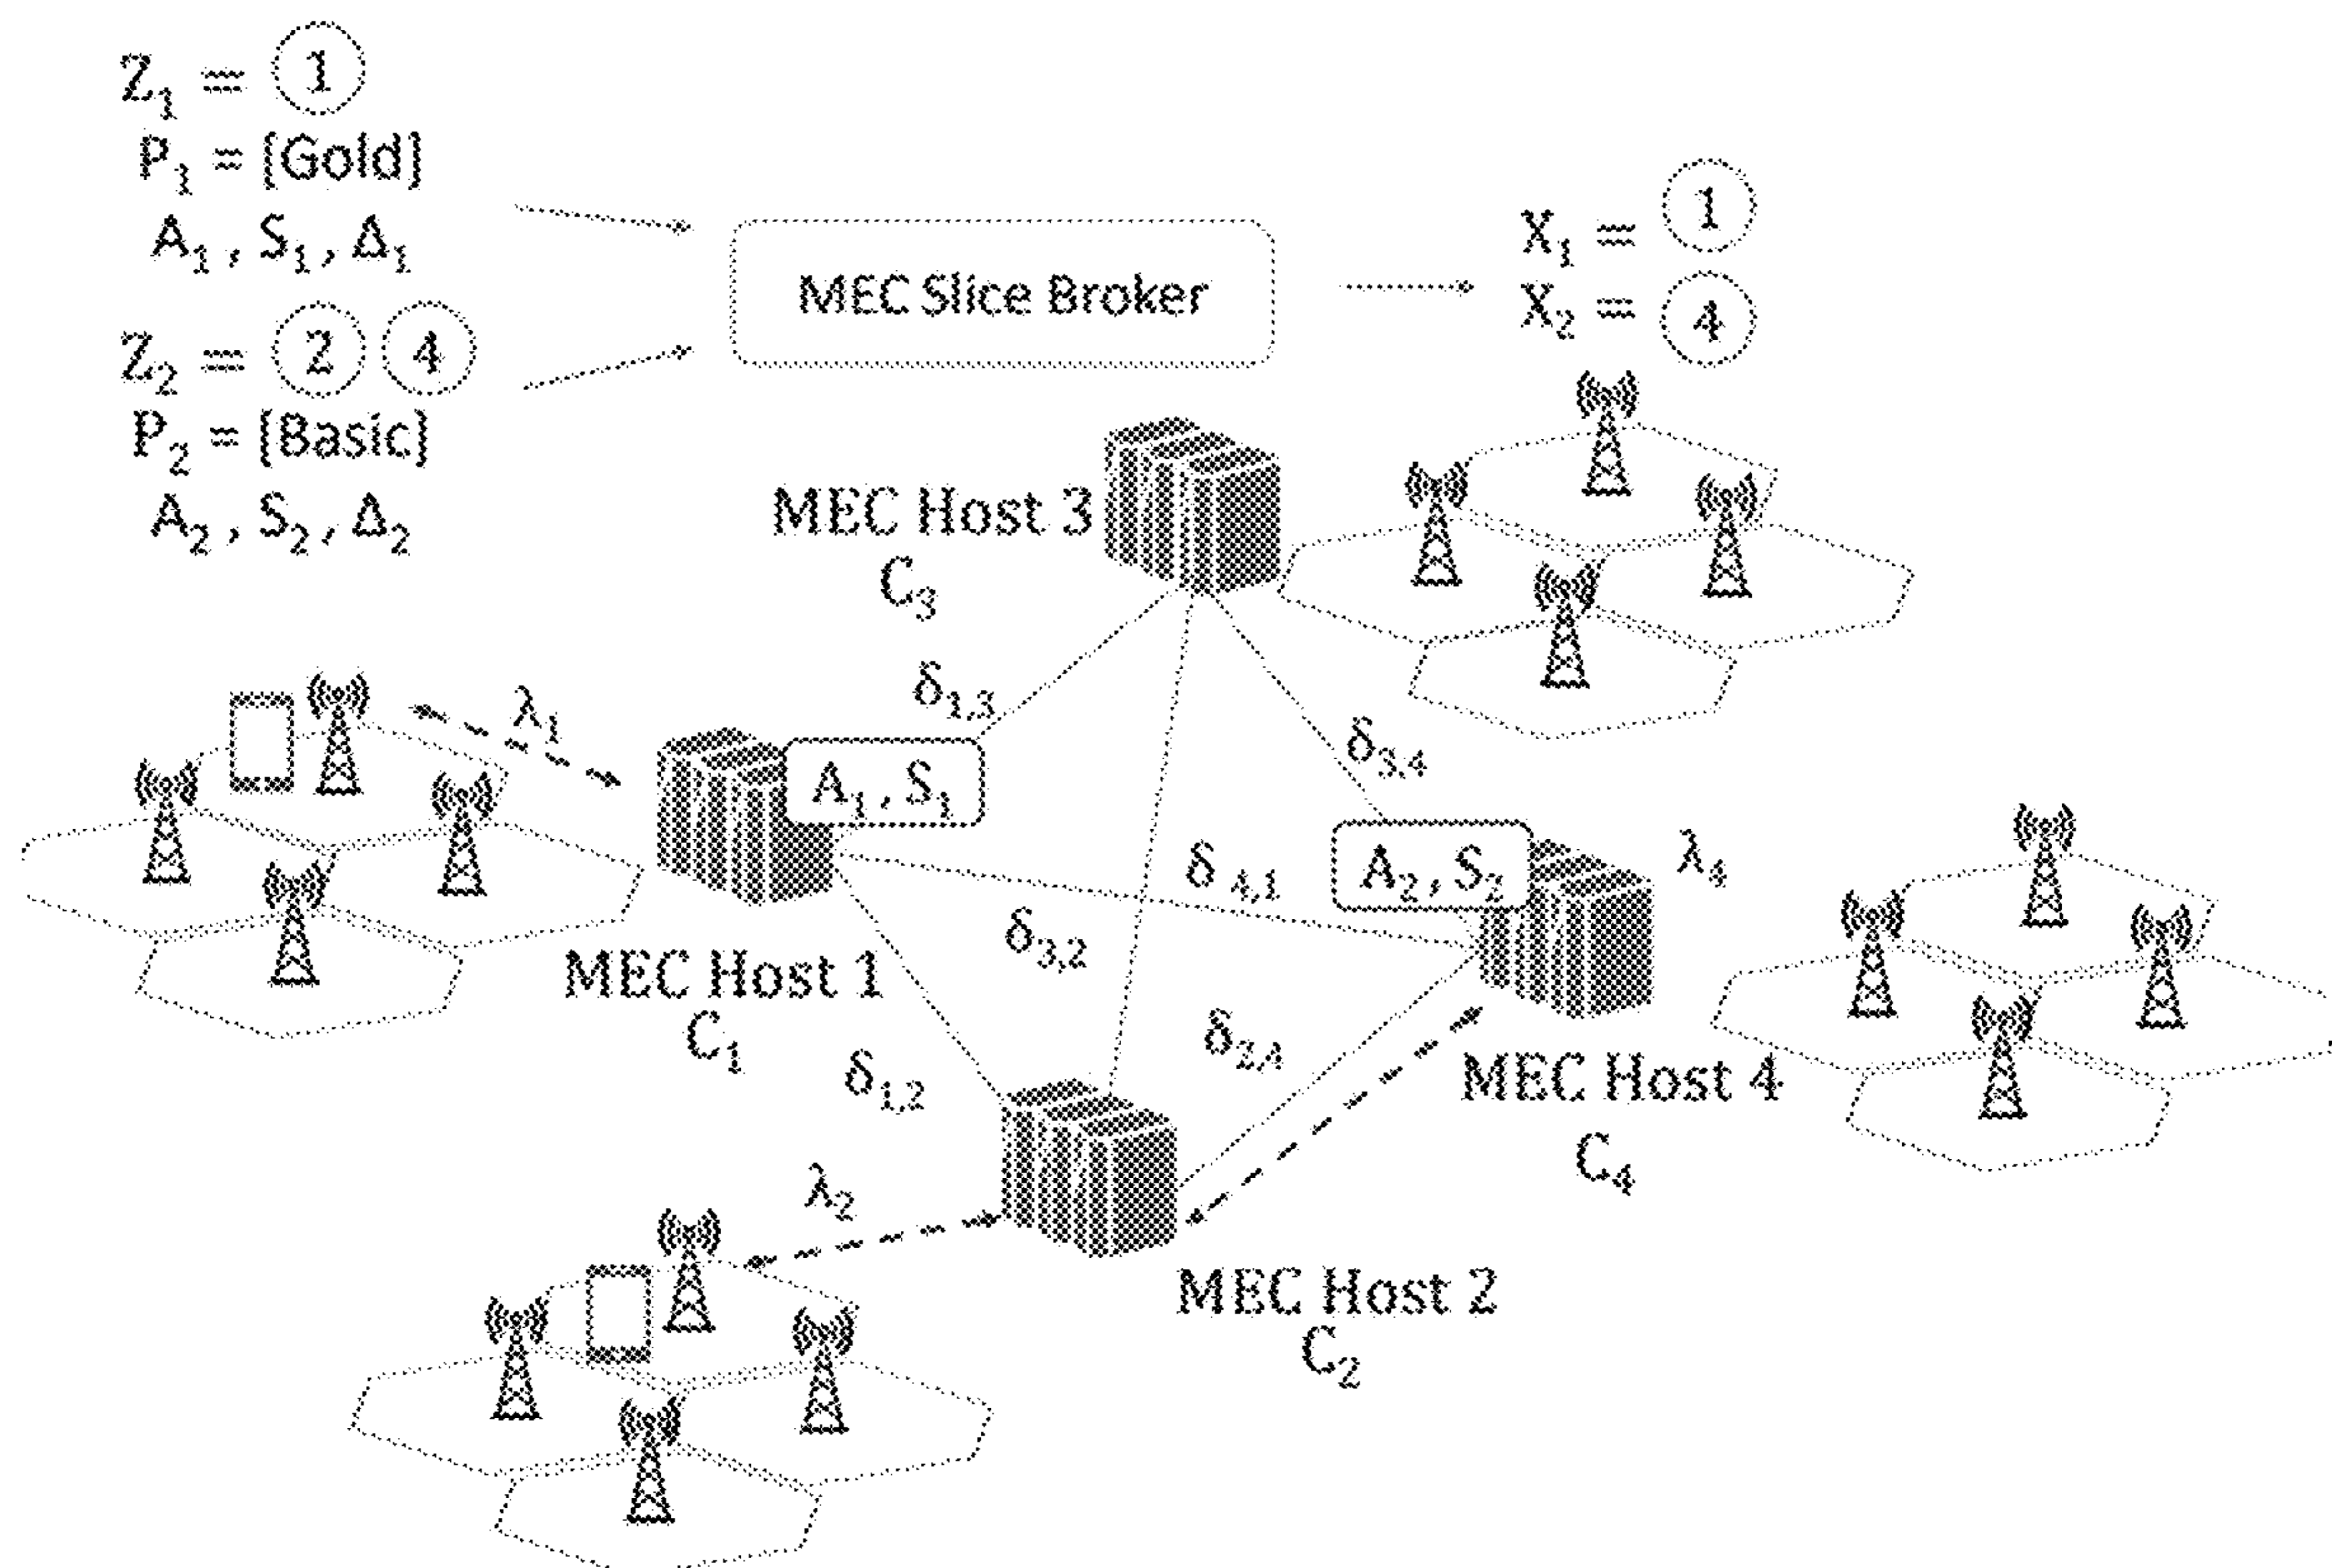 Z₁ = ①
P₁ = [Gold]
A₁, S₁, Δ₁
Z₂ = ② ④
P₂ = [Basic]
A₂, S₂, Δ₂
MEC Slice Broker
X₁ = ①
X₂ = ④
MEC Host 3
C₃
δ₁,₃
δ₃,₄
λ₁
A₁, S₁
A₂, S₂
λ₄
δ₄,₁
δ₃,₂
MEC Host 1
C₁
δ₂,₄
MEC Host 4
C₄
δ₁,₂
λ₂
MEC Host 2
C₂